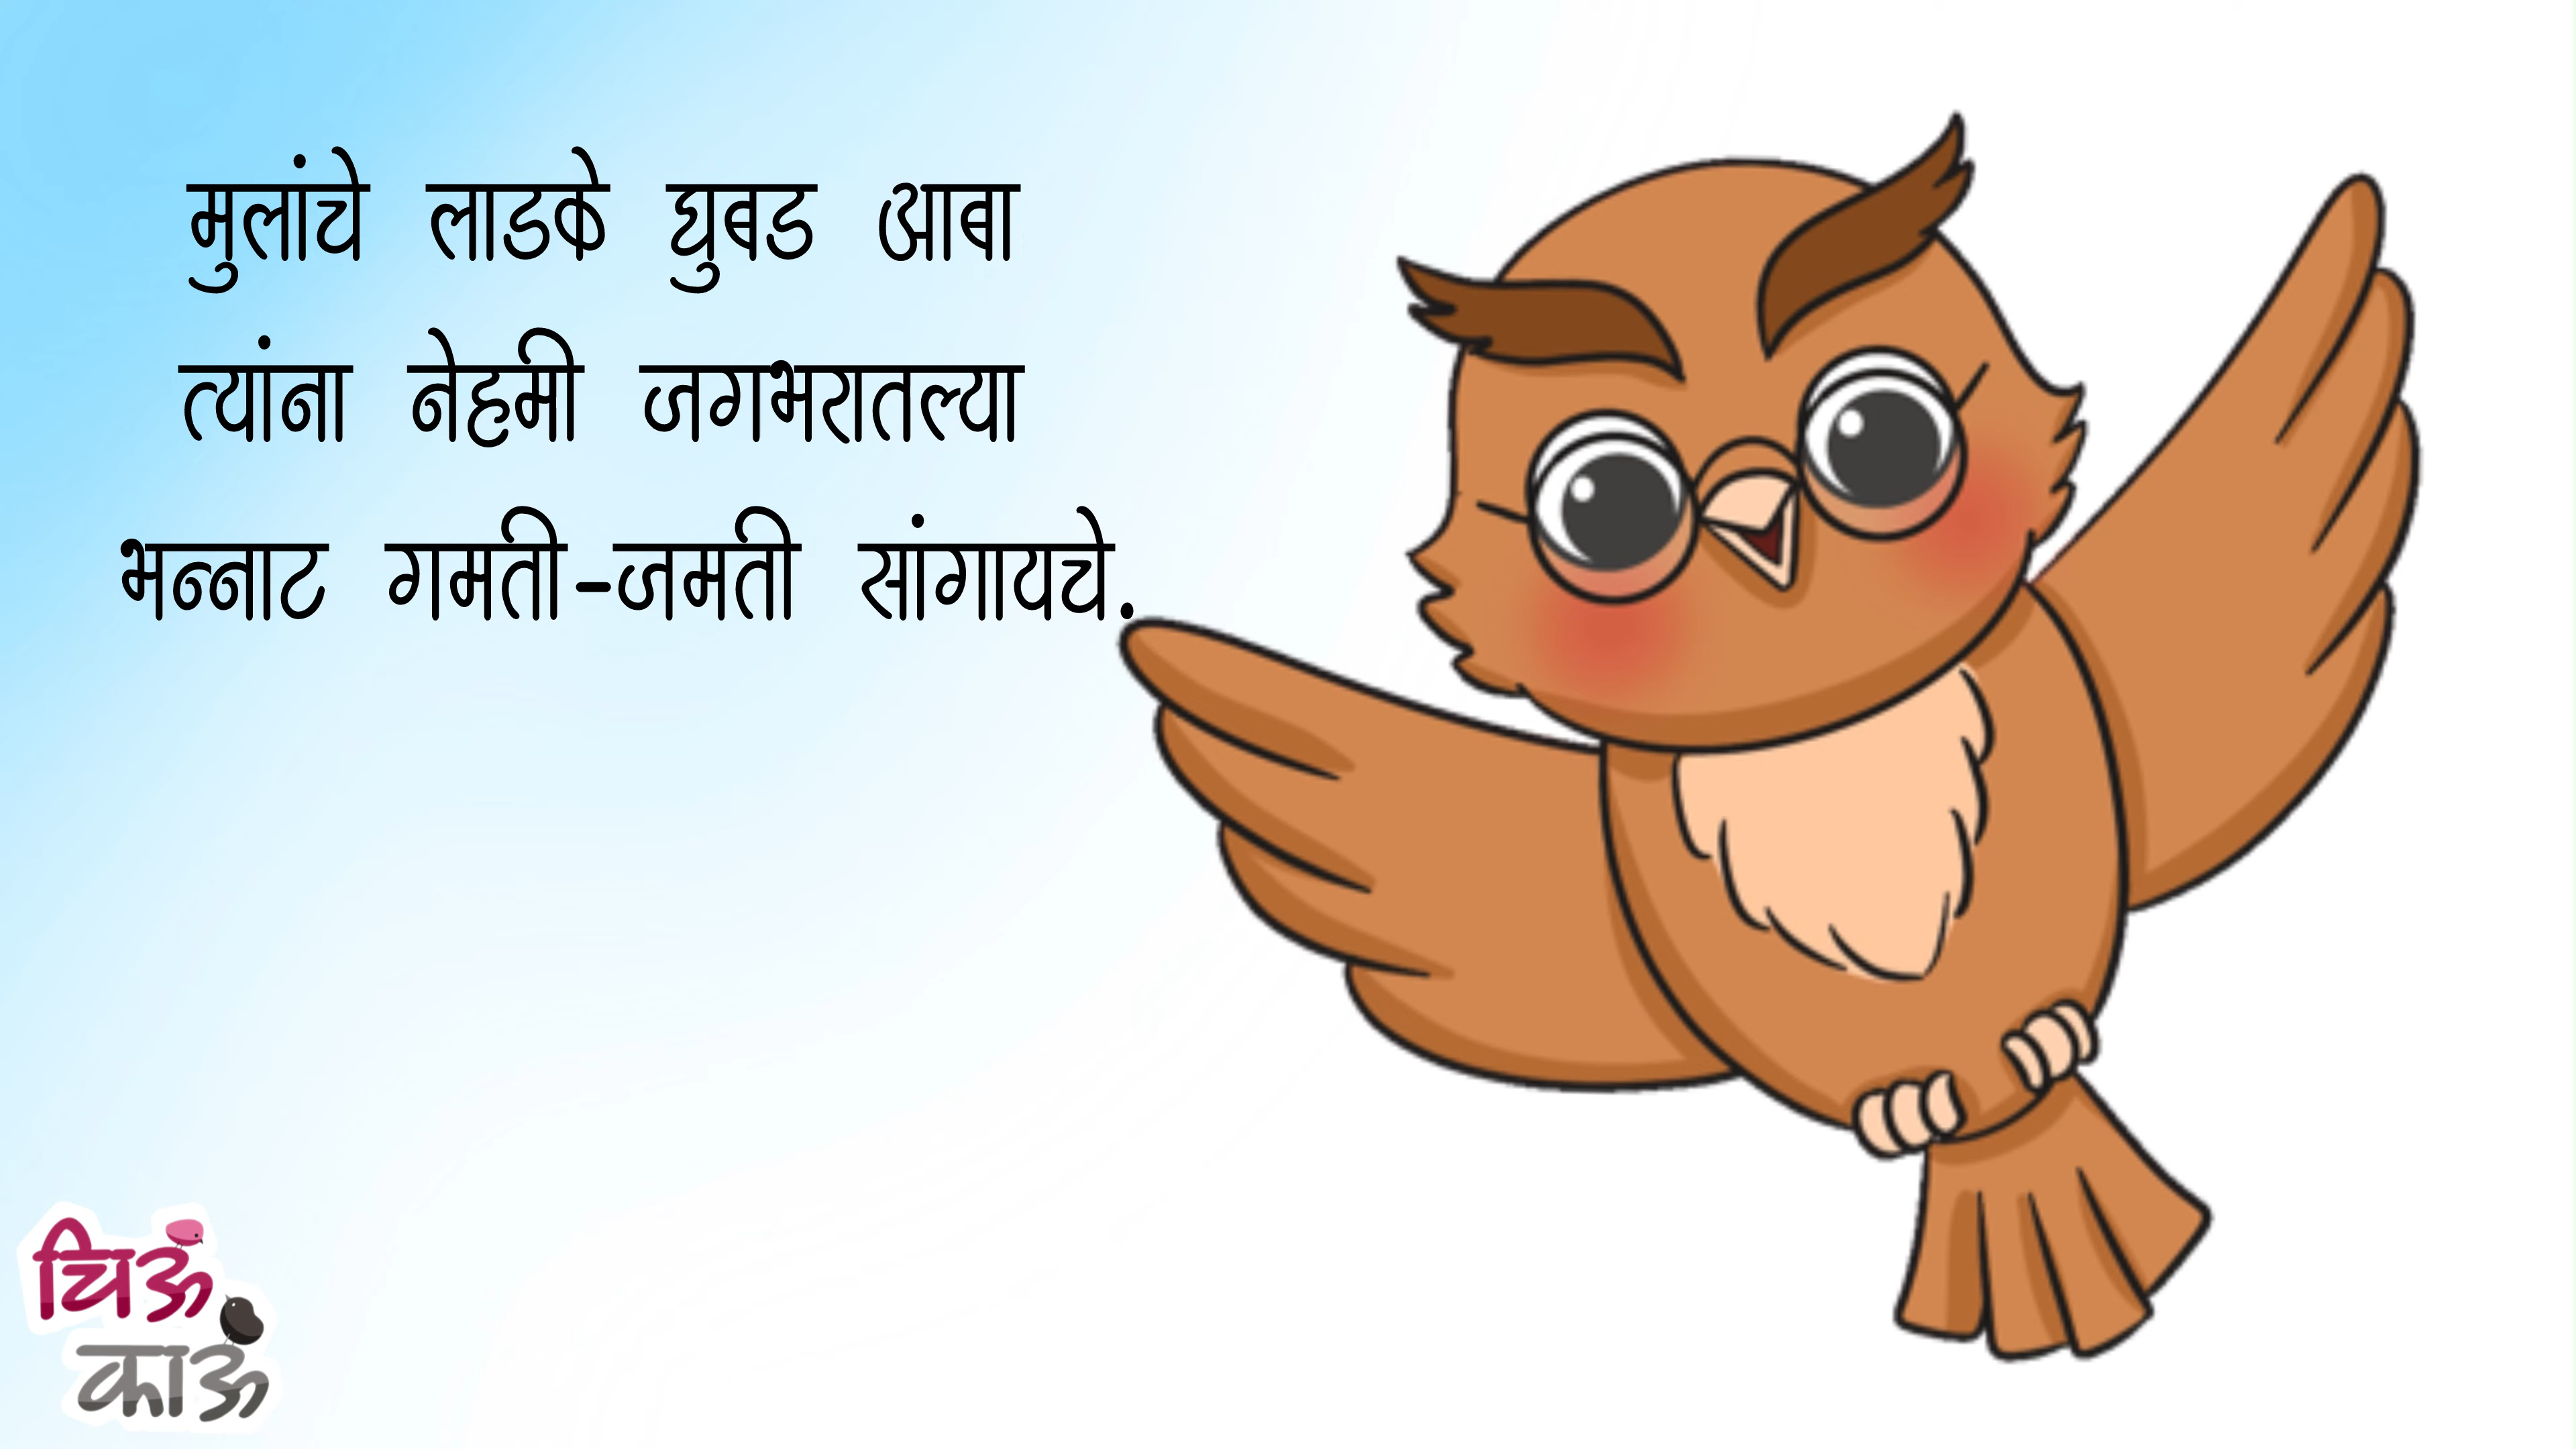 मुलांचे लाडके घुबड आबा
त्यांना नेहमी जगभरातल्या
भन्नाट गमती-जमती सांगायचे.
चिऊ
काऊ